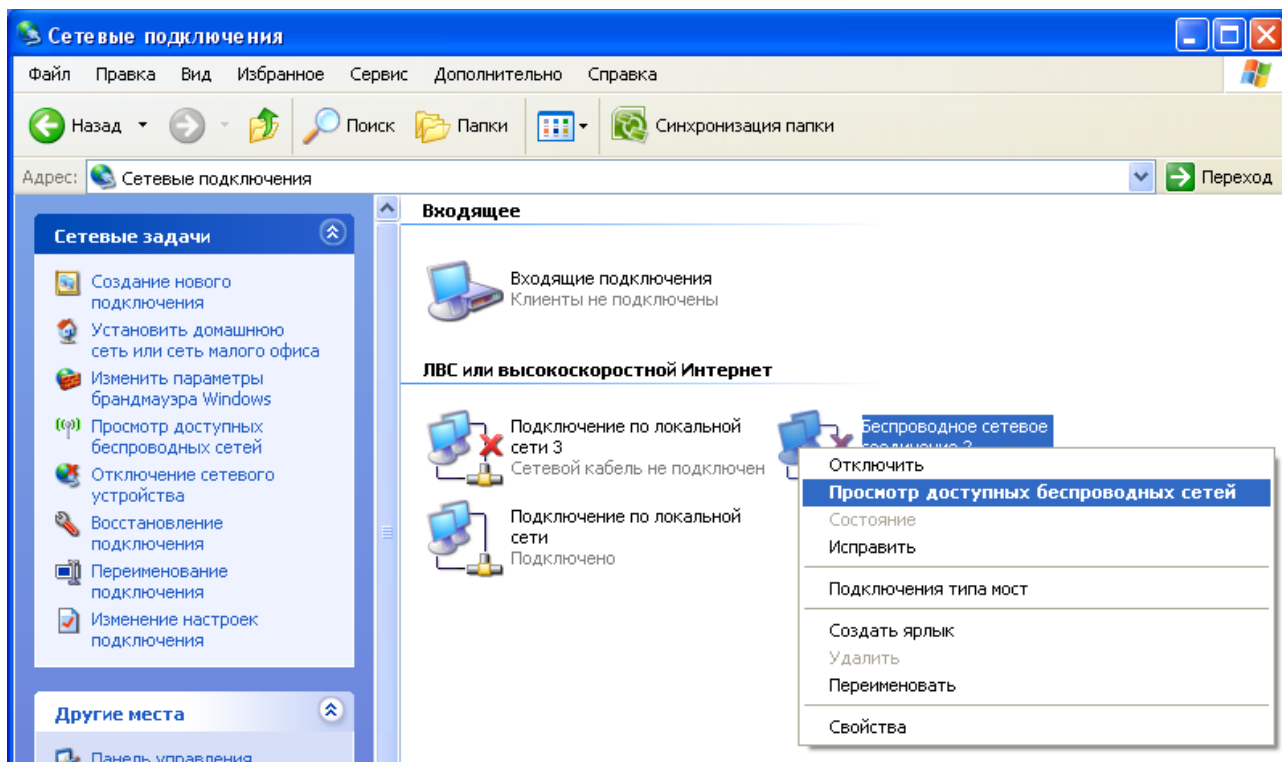 Сетевые подключения
Файл Правка Вид Избранное Сервис Дополнительно Справка
Назад Поиск Папки Синхронизация папки
Адрес: Сетевые подключения Переход
Сетевые задачи
Создание нового
подключения
Установить домашнюю
сеть или сеть малого офиса
Изменить параметры
брандмауэра Windows
Просмотр доступных
беспроводных сетей
Отключение сетевого
устройства
Восстановление
подключения
Переименование
подключения
Изменение настроек
подключения
Другие места
Панель управления
Входящее
Входящие подключения
Клиенты не подключены
ЛВС или высокоскоростной Интернет
Подключение по локальной
сети 3
Сетевой кабель не подключен
Беспроводное сетевое
соединение
Подключение по локальной
сети
Подключено
Отключить
Просмотр доступных беспроводных сетей
Состояние
Исправить
Подключения типа мост
Создать ярлык
Удалить
Переименовать
Свойства